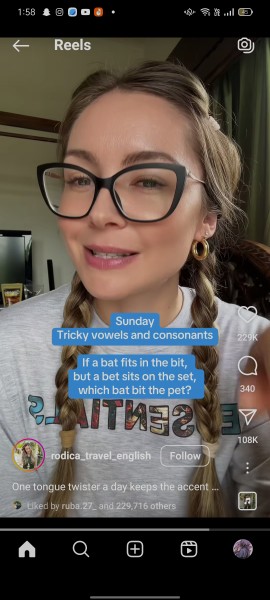 1:58
Reels
Sunday
Tricky vowels and consonants
If a bat fits in the bit,
but a bet sits on the set,
which bat bit the pet?
ESSENTIALS
229K
340
108K
rodica_travel_english
Follow
One tongue twister a day keeps the accent ...
Liked by ruba.27_ and 229,716 others